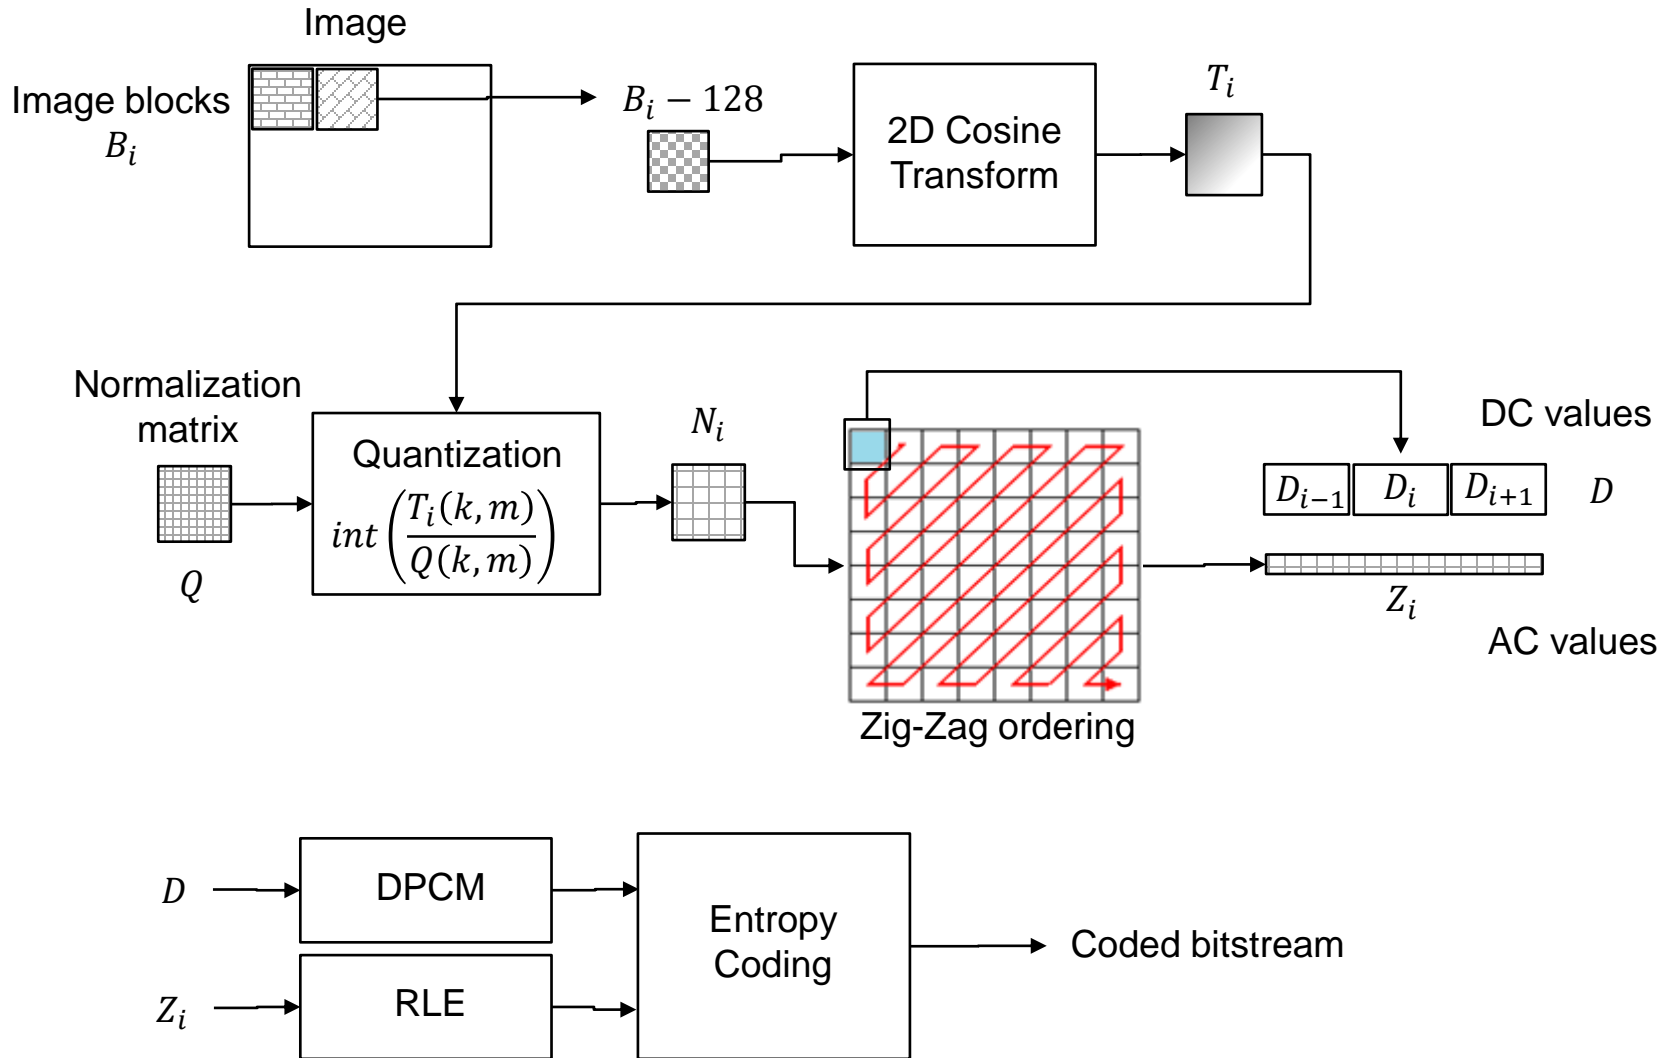 Image
Image blocks
B_i
B_i − 128
2D Cosine
Transform
T_i
Normalization
matrix
Q
Quantization
int(T_i(k, m)/Q(k, m))
N_i
Zig-Zag ordering
DC values
D_{i−1} D_i D_{i+1} D
Z_i
AC values
D
DPCM
Z_i
RLE
Entropy
Coding
Coded bitstream